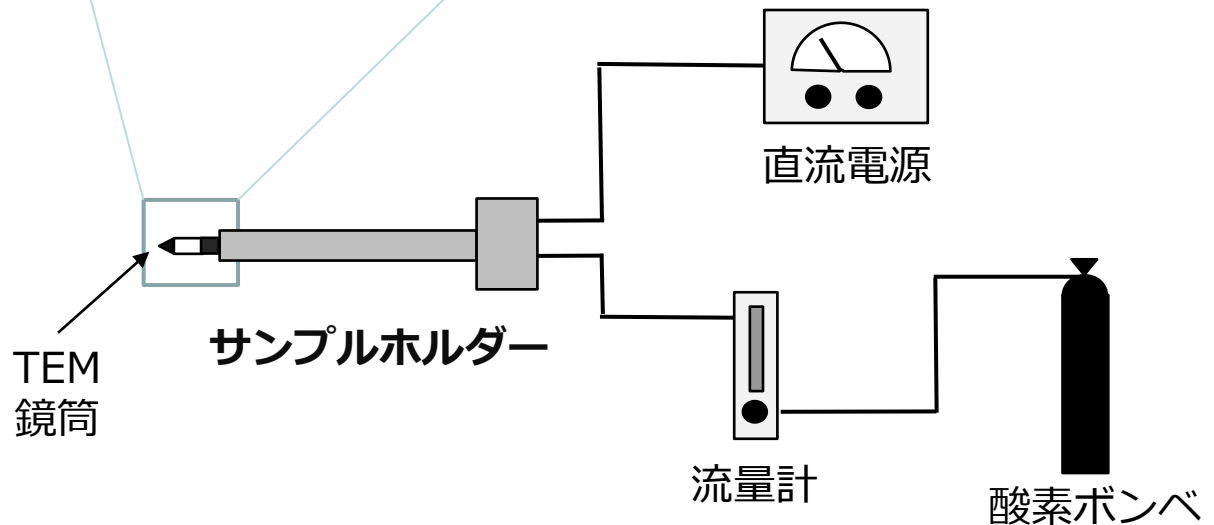 直流電源
サンプルホルダー
TEM
鏡筒
流量計
酸素ボンベ